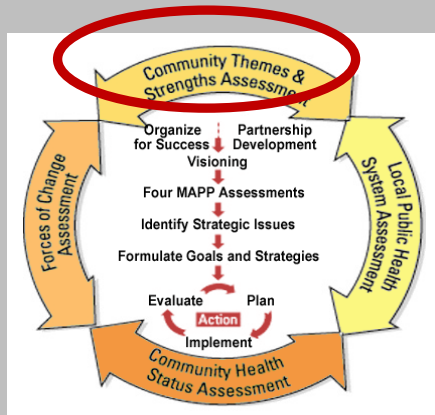 Community Themes &
Strengths Assessment
Organize
for Success
Partnership
Development
Visioning
Four MAPP Assessments
Identify Strategic Issues
Formulate Goals and Strategies
Evaluate
Plan
Action
Implement
Forces of Change
Assessment
Local Public Health
System Assessment
Community Health
Status Assessment